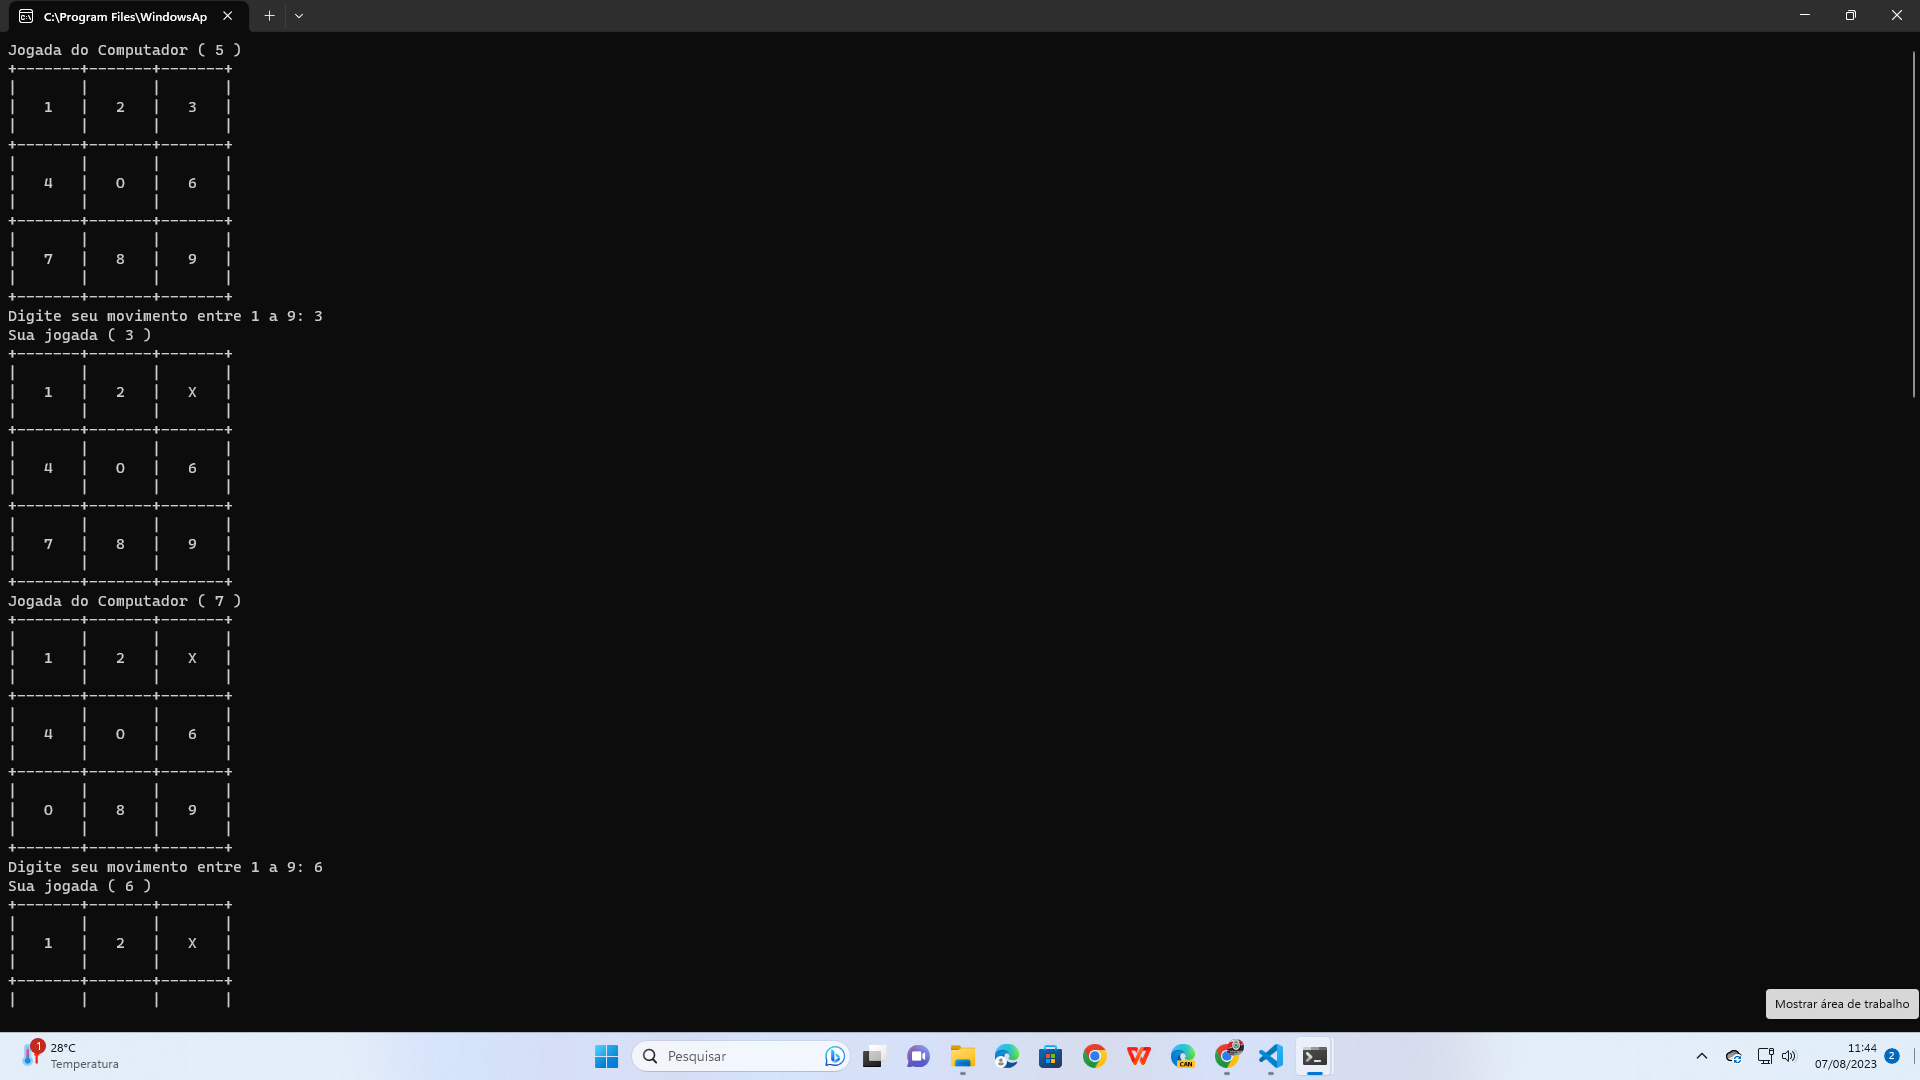 C:\Program Files\WindowsAp
Jogada do Computador ( 5 )
+-------+-------+-------+
|       |       |       |
|   1   |   2   |   3   |
|       |       |       |
+-------+-------+-------+
|       |       |       |
|   4   |   O   |   6   |
|       |       |       |
+-------+-------+-------+
|       |       |       |
|   7   |   8   |   9   |
|       |       |       |
+-------+-------+-------+
Digite seu movimento entre 1 a 9: 3
Sua jogada ( 3 )
+-------+-------+-------+
|       |       |       |
|   1   |   2   |   X   |
|       |       |       |
+-------+-------+-------+
|       |       |       |
|   4   |   O   |   6   |
|       |       |       |
+-------+-------+-------+
|       |       |       |
|   7   |   8   |   9   |
|       |       |       |
+-------+-------+-------+
Jogada do Computador ( 7 )
+-------+-------+-------+
|       |       |       |
|   1   |   2   |   X   |
|       |       |       |
+-------+-------+-------+
|       |       |       |
|   4   |   O   |   6   |
|       |       |       |
+-------+-------+-------+
|       |       |       |
|   O   |   8   |   9   |
|       |       |       |
+-------+-------+-------+
Digite seu movimento entre 1 a 9: 6
Sua jogada ( 6 )
+-------+-------+-------+
|       |       |       |
|   1   |   2   |   X   |
|       |       |       |
+-------+-------+-------+
|       |       |       |
Mostrar área de trabalho
1
28°C
Temperatura
Pesquisar
CAN
11:44
07/08/2023
2